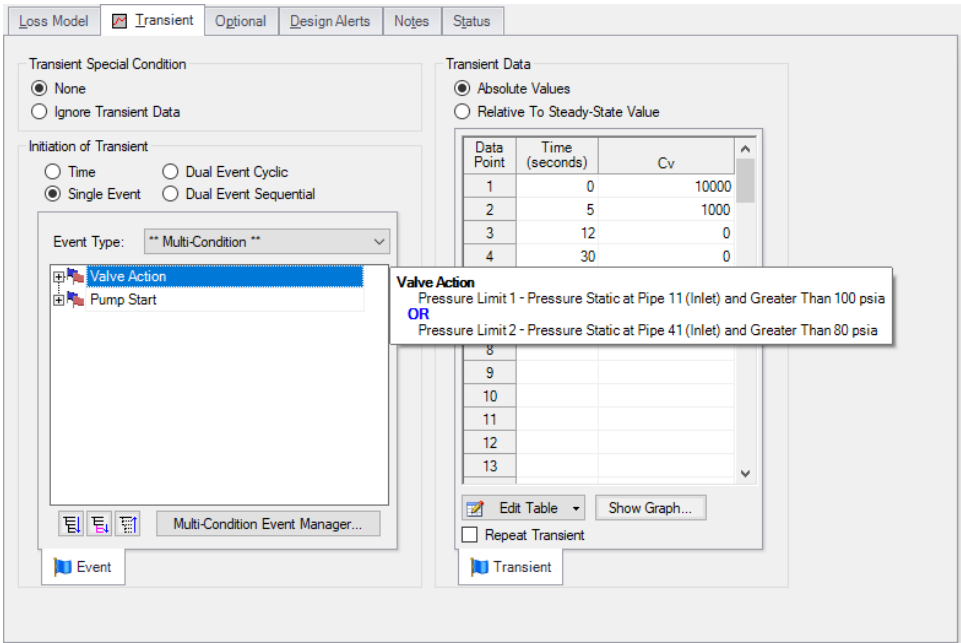 Loss Model Transient Optional Design Alerts Notes Status
Transient Special Condition
None
Ignore Transient Data
Initiation of Transient
Time Dual Event Cyclic
Single Event Dual Event Sequential
Event Type: ** Multi-Condition **
Valve Action
Pump Start
Multi-Condition Event Manager...
Event
Transient Data
Absolute Values
Relative To Steady-State Value
Data Point Time (seconds) Cv
1 0 10000
2 5 1000
3 12 0
4 30 0
Valve Action
Pressure Limit 1 - Pressure Static at Pipe 11 (Inlet) and Greater Than 100 psia
OR
Pressure Limit 2 - Pressure Static at Pipe 41 (Inlet) and Greater Than 80 psia
8
9
10
11
12
13
Edit Table Show Graph...
Repeat Transient
Transient